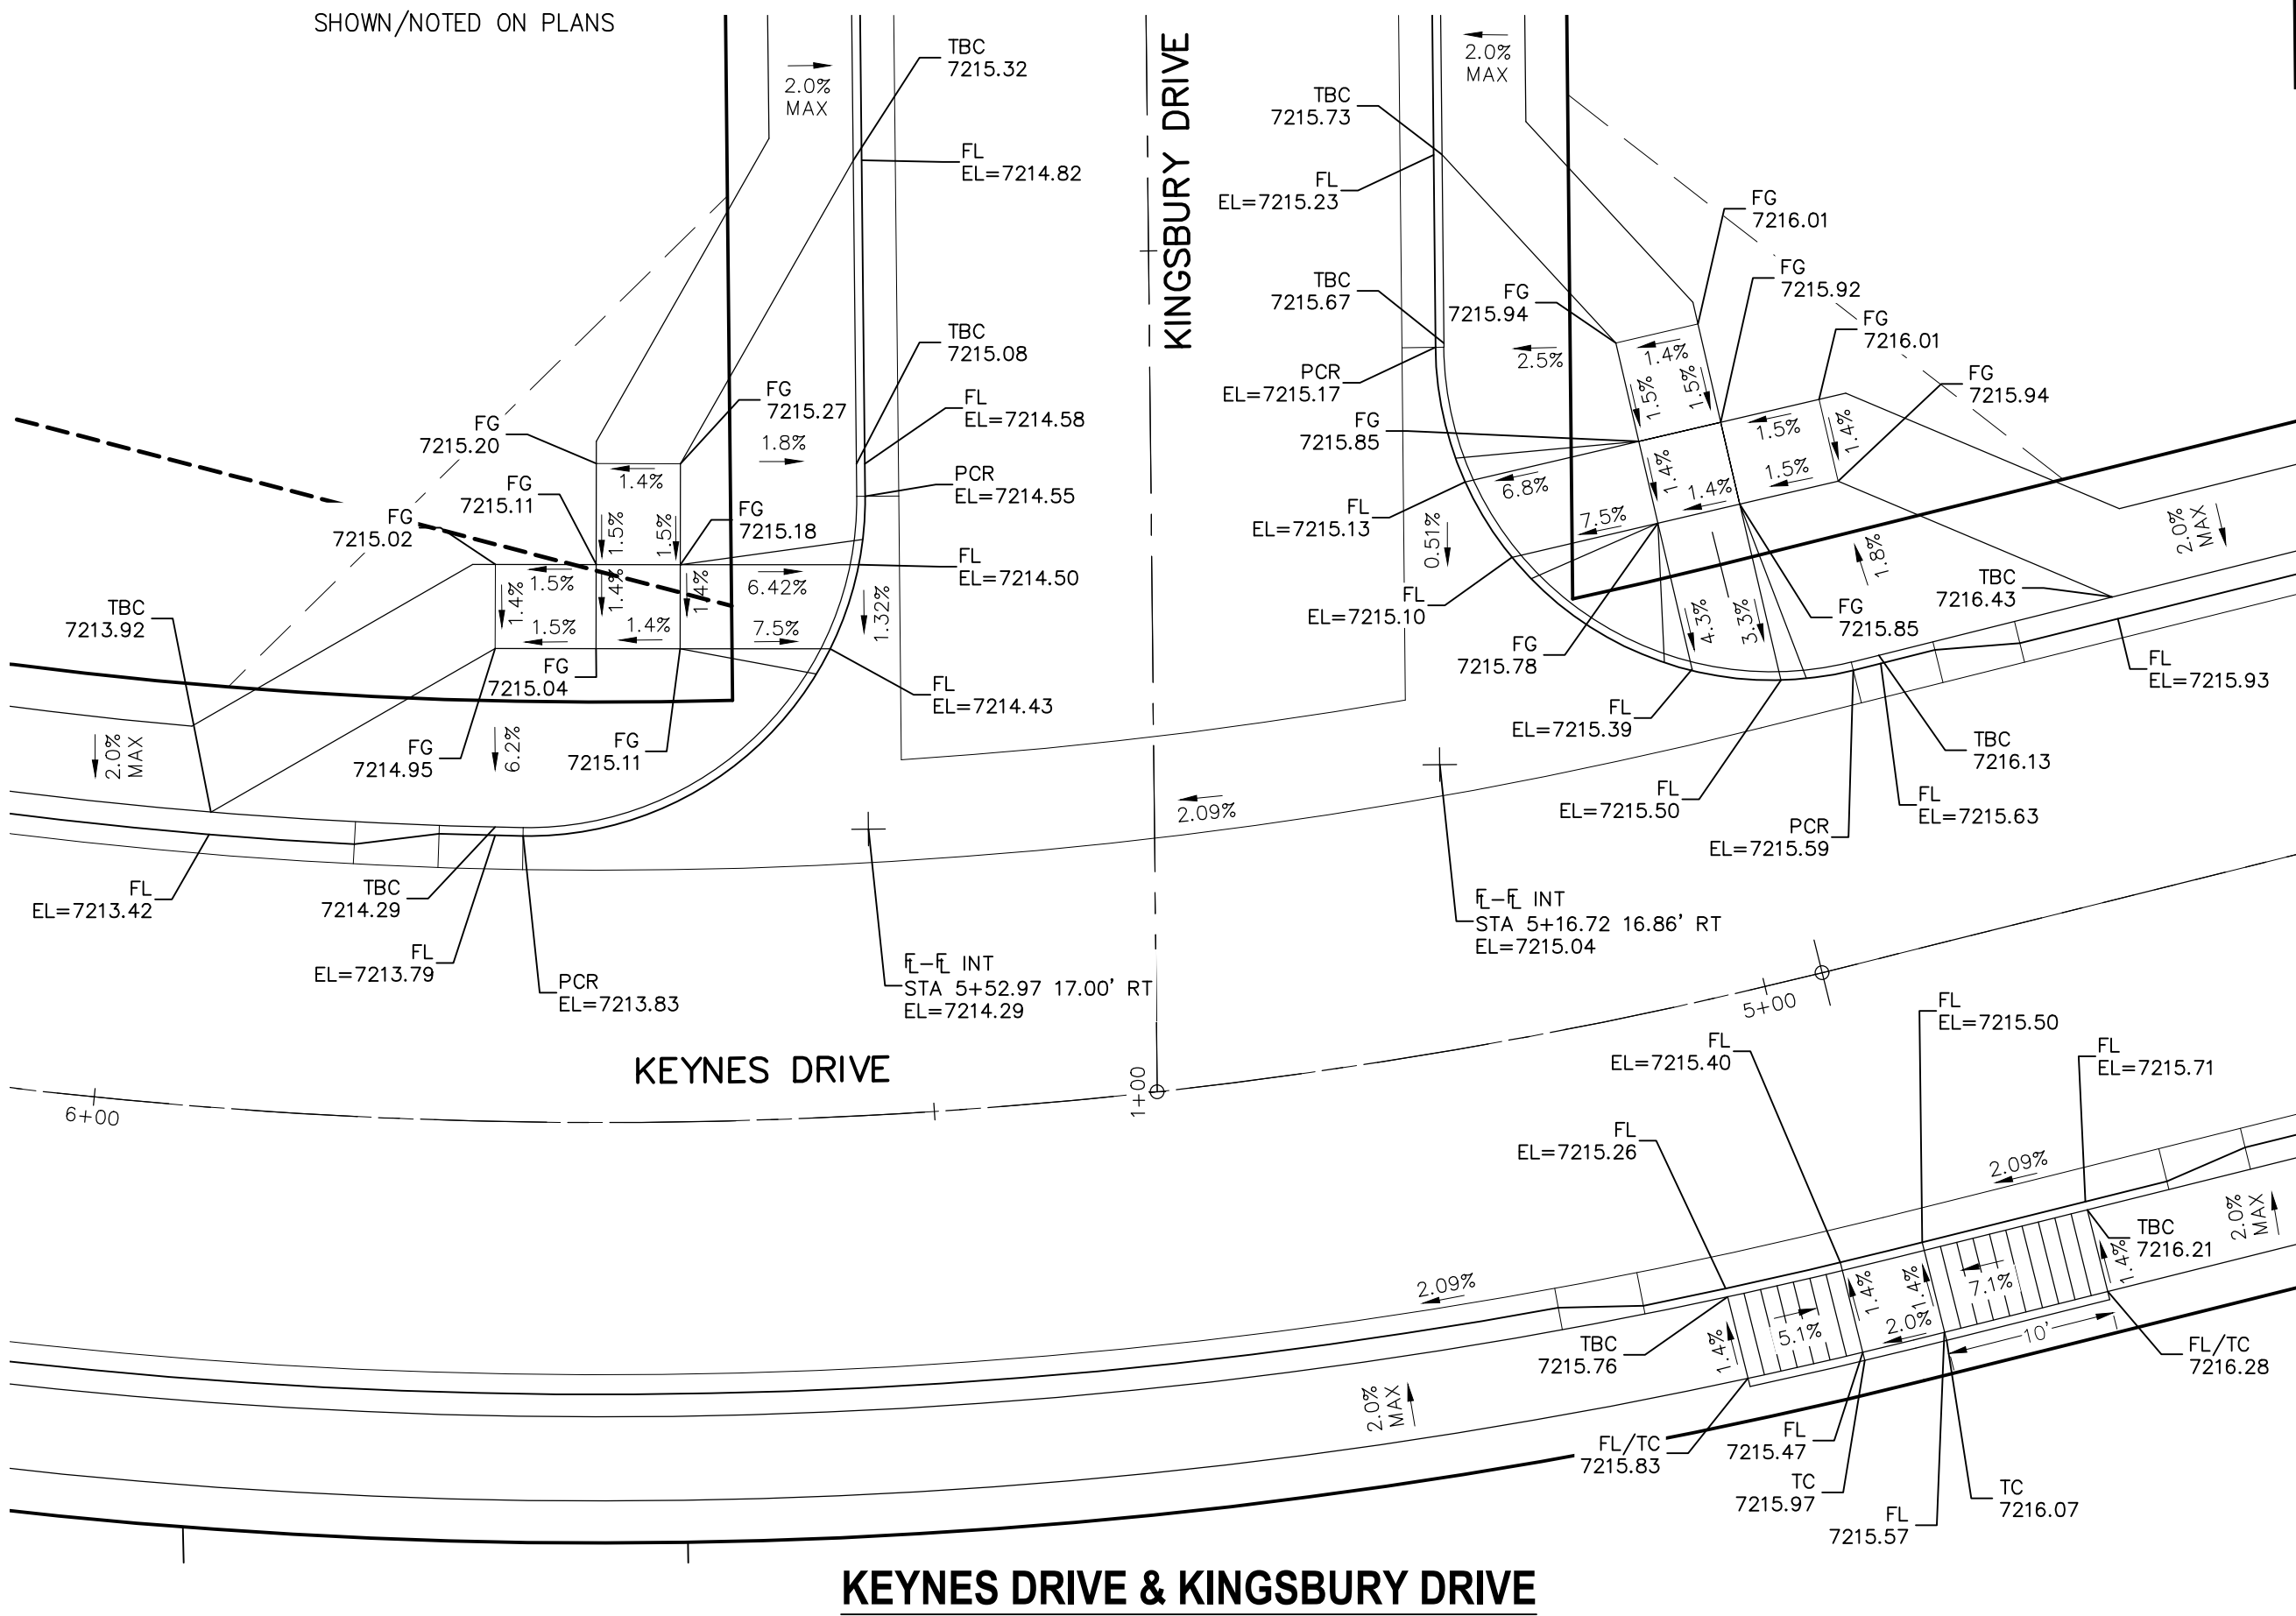 SHOWN/NOTED ON PLANS
2.0%
MAX
TBC
7215.32
FL
EL=7214.82
KINGSBURY DRIVE
TBC
7215.08
FL
EL=7214.58
PCR
EL=7214.55
FL
EL=7214.50
FL
EL=7214.43
FG
7215.27
1.8%
FG
7215.20
1.4%
FG
7215.11
FG
7215.18
FG
7215.02
1.5%
1.5%
1.5%
1.4%
1.4%
1.4%
6.42%
1.32%
1.5%
1.4%
7.5%
TBC
7213.92
FG
7215.04
FG
7214.95
FG
7215.11
6.2%
2.0%
MAX
FL
EL=7213.42
TBC
7214.29
FL
EL=7213.79
PCR
EL=7213.83
FL-FL INT
STA 5+52.97 17.00' RT
EL=7214.29
2.0%
MAX
TBC
7215.73
FL
EL=7215.23
TBC
7215.67
PCR
EL=7215.17
2.5%
FG
7215.94
FG
7216.01
FG
7215.92
FG
7216.01
FG
7215.94
1.4%
1.5%
1.5%
1.5%
1.4%
FG
7215.85
1.5%
1.4%
1.4%
6.8%
7.5%
FL
EL=7215.13
0.51%
FL
EL=7215.10
FG
7215.78
4.3%
3.3%
1.8%
2.0%
MAX
TBC
7216.43
FG
7215.85
FL
EL=7215.93
FL
EL=7215.39
FL
EL=7215.50
PCR
EL=7215.59
TBC
7216.13
FL
EL=7215.63
2.09%
FL-FL INT
STA 5+16.72 16.86' RT
EL=7215.04
5+00
KEYNES DRIVE
6+00
1+00
FL
EL=7215.50
FL
EL=7215.40
FL
EL=7215.71
FL
EL=7215.26
2.09%
2.09%
2.0%
MAX
TBC
7216.21
1.4%
1.4%
1.4%
1.4%
7.1%
5.1%
2.0%
10'
TBC
7215.76
FL/TC
7216.28
2.0%
MAX
FL/TC
7215.83
FL
7215.47
TC
7215.97
TC
7216.07
FL
7215.57
KEYNES DRIVE & KINGSBURY DRIVE